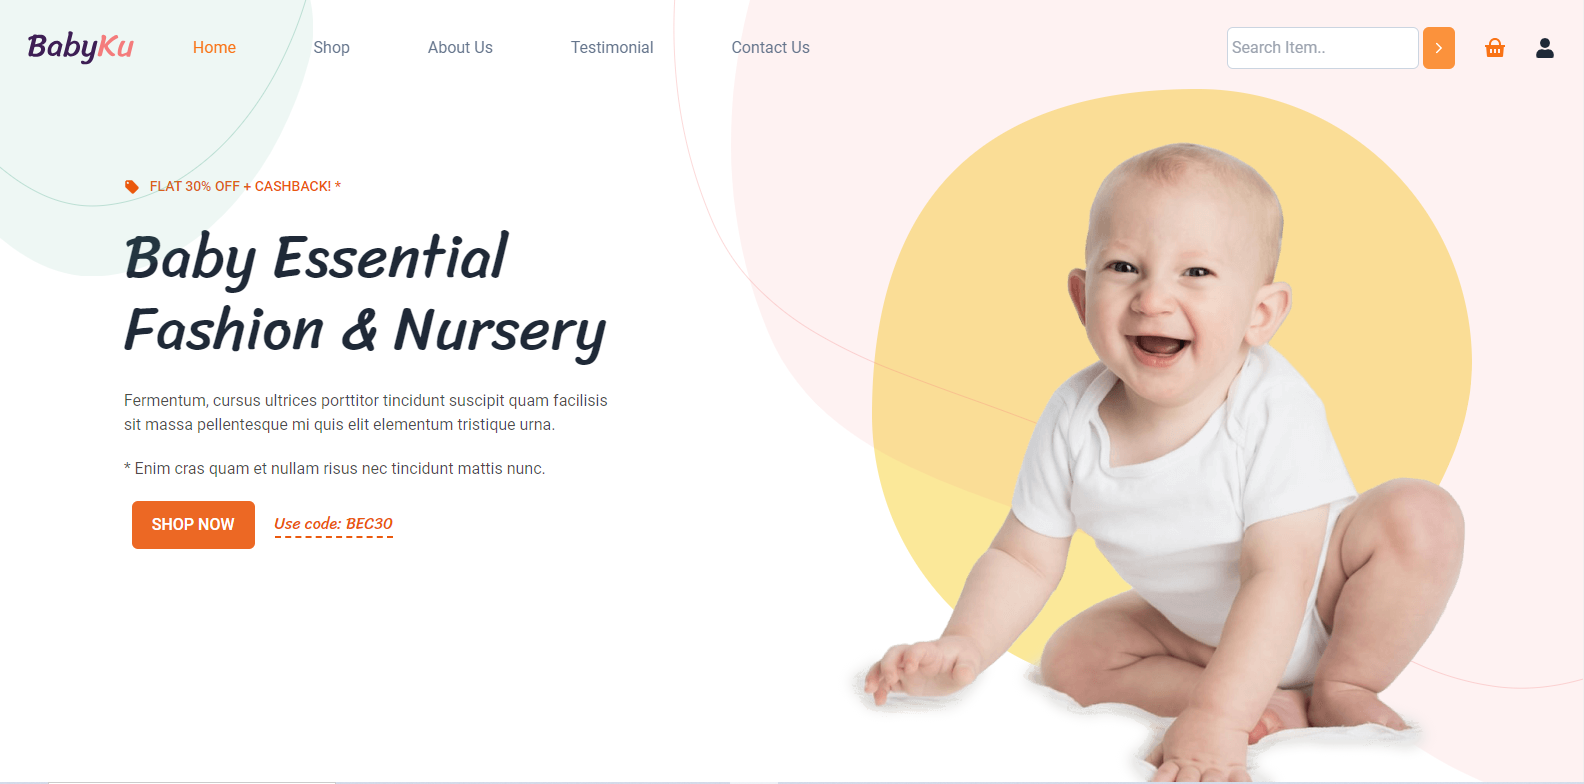 BabyKu
Home
Shop
About Us
Testimonial
Contact Us
Search Item..
FLAT 30% OFF + CASHBACK! *
Baby Essential
Fashion & Nursery
Fermentum, cursus ultrices porttitor tincidunt suscipit quam facilisis
sit massa pellentesque mi quis elit elementum tristique urna.
* Enim cras quam et nullam risus nec tincidunt mattis nunc.
SHOP NOW
Use code: BEC30